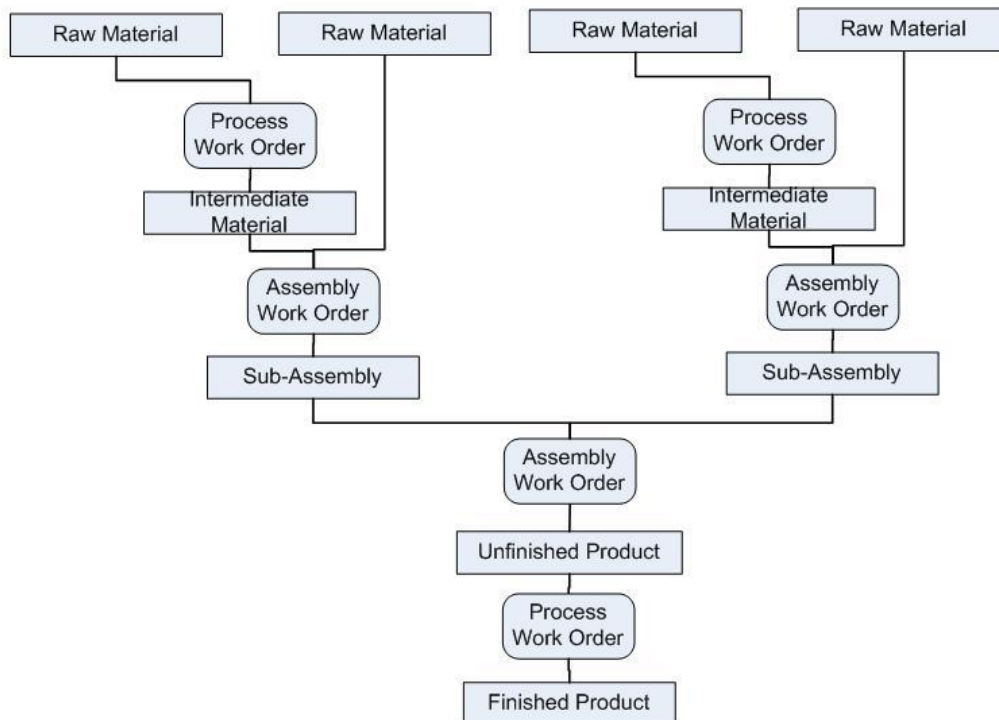 Raw Material
Raw Material
Raw Material
Raw Material
Process
Work Order
Process
Work Order
Intermediate
Material
Intermediate
Material
Assembly
Work Order
Assembly
Work Order
Sub-Assembly
Sub-Assembly
Assembly
Work Order
Unfinished Product
Process
Work Order
Finished Product